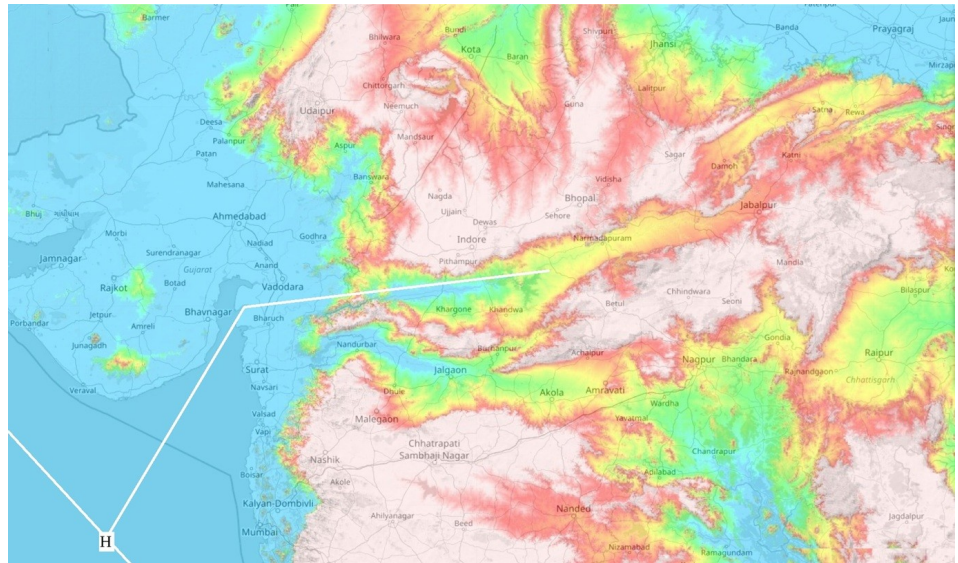 Barmer
Pali
Bhilwara
Bundi
Kota
Baran
Shivpuri
Jhansi
Lalitpur
Banda
Fatehpur
Prayagraj
Mirzap
Chittorgarh
Neemuch
Guna
Satna
Rewa
Udaipur
Deesa
Palanpur
Patan
Aspur
Mandsaur
Sagar
Damoh
Katni
Singr
Mahesana
Banswara
Vidisha
Bhopal
Sehore
Nagda
Ujjain
Dewas
Jabalpur
Bhuj
Morbi
Ahmedabad
Surendranagar
Nadiad
Godhra
Indore
Narmadapuram
Jamnagar
Gujarat
Anand
Pithampur
Mandla
Rajkot
Botad
Vadodara
Chhindwara
Seoni
Betul
Bilaspur
Porbandar
Jetpur
Amreli
Bhavnagar
Bharuch
Khargone
Khandwa
Junagadh
Nandurbar
Burhanpur
Achalpur
Gondia
Nagpur
Bhandara
Rajnandgaon
Raipur
Chhattisgarh
Veraval
Surat
Navsari
Jalgaon
Dhule
Akola
Amravati
Wardha
Yavatmal
Valsad
Vapi
Malegaon
Chhatrapati
Sambhaji Nagar
Chandrapur
Nashik
Boisar
Akole
Adilabad
Kalyan-Dombivli
Mumbai
Ahilyanagar
Beed
Nanded
Jagdalpur
H
Nizamabad
Ramagundam